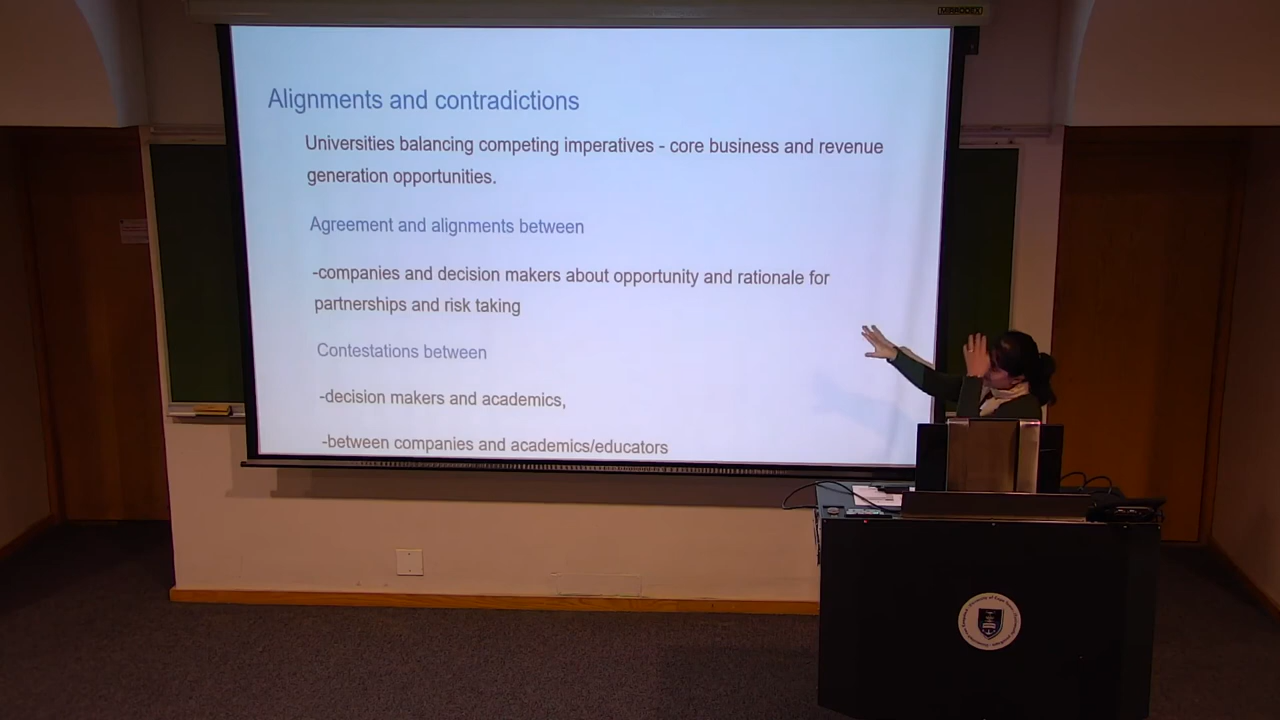 Alignments and contradictions
Universities balancing competing imperatives - core business and revenue
generation opportunities.
Agreement and alignments between
-companies and decision makers about opportunity and rationale for
partnerships and risk taking
Contestations between
-decision makers and academics,
-between companies and academics/educators